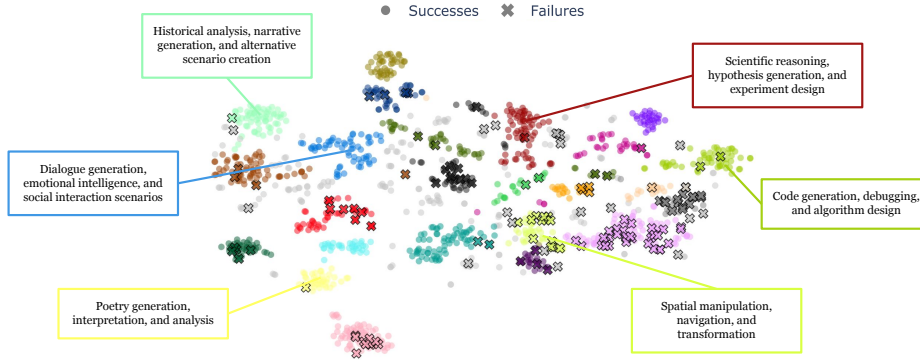 Successes Failures
Historical analysis, narrative
generation, and alternative
scenario creation
Scientific reasoning,
hypothesis generation, and
experiment design
Dialogue generation,
emotional intelligence, and
social interaction scenarios
Code generation, debugging,
and algorithm design
Poetry generation,
interpretation, and analysis
Spatial manipulation,
navigation, and
transformation